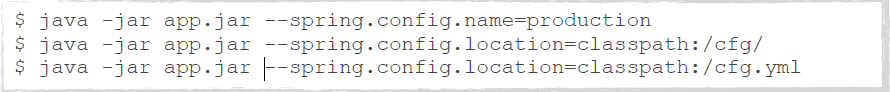 $ java -jar app.jar --spring.config.name=production
$ java -jar app.jar --spring.config.location=classpath:/cfg/
$ java -jar app.jar --spring.config.location=classpath:/cfg.yml